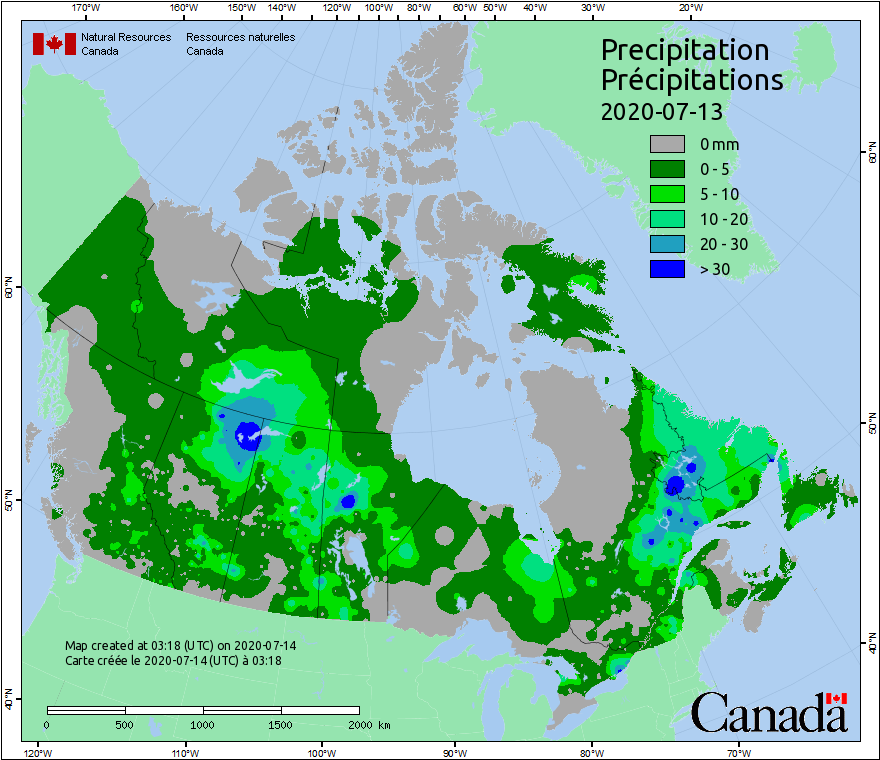 170°W 160°W 150°W 140°W 130°W 120°W 110°W 100°W 90°W 80°W 70°W 60°W 50°W 40°W 30°W 20°W
Natural Resources Canada
Ressources naturelles Canada
Precipitation
Précipitations
2020-07-13
0 mm
0 - 5
5 - 10
10 - 20
20 - 30
> 30
60°N
50°N
40°N
60°N
50°N
40°N
Map created at 03:18 (UTC) on 2020-07-14
Carte créée le 2020-07-14 (UTC) à 03:18
0 500 1000 1500 2000 km
Canada
120°W 110°W 100°W 90°W 80°W 70°W